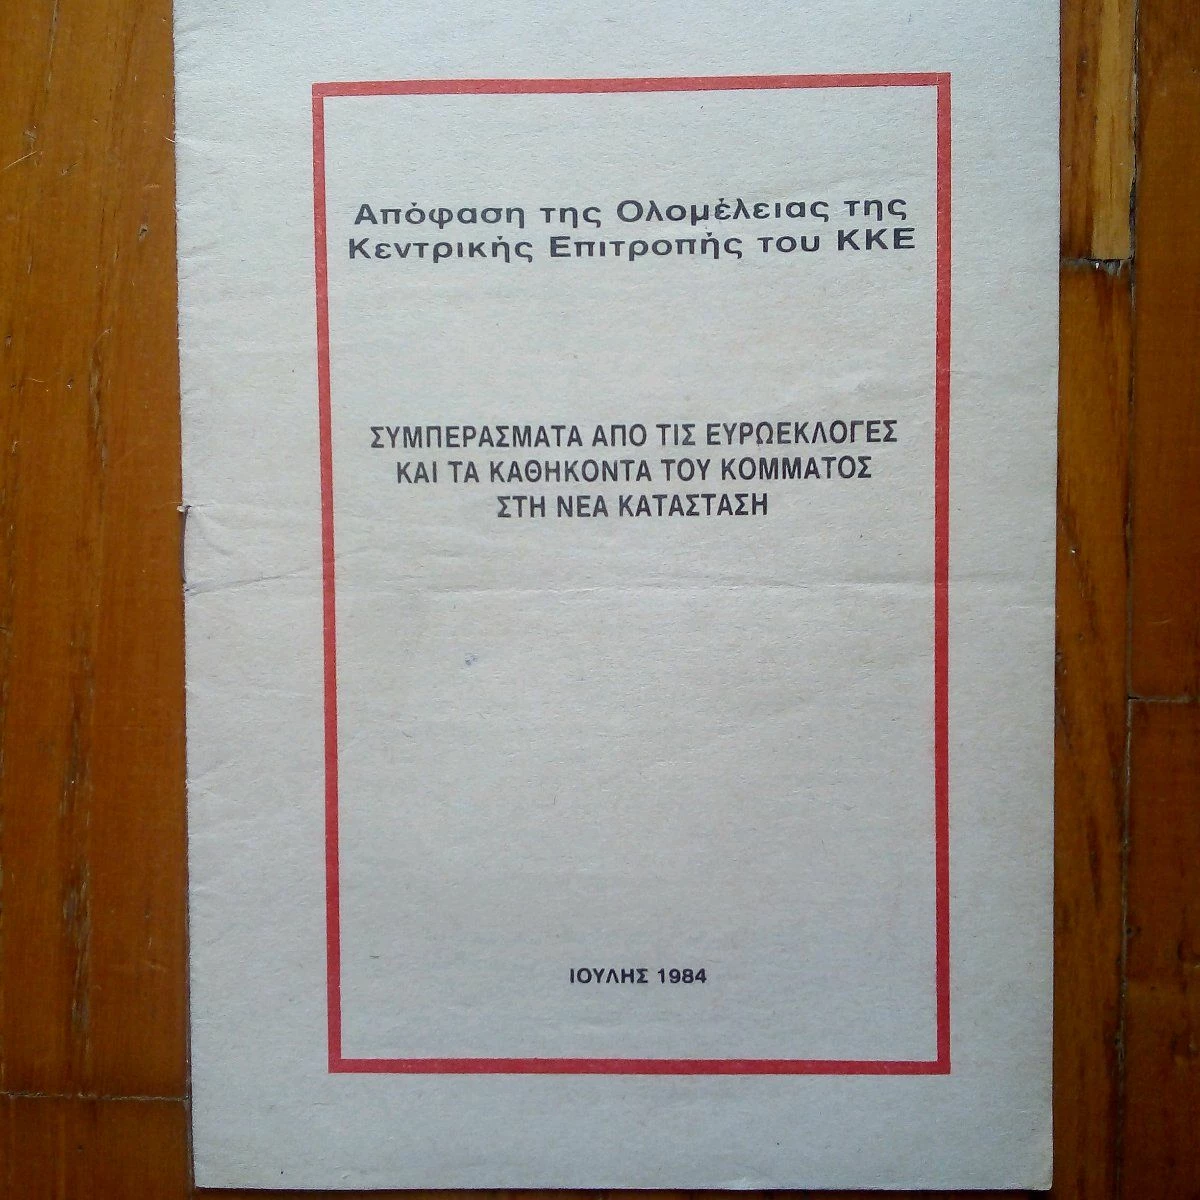 Απόφαση της Ολομέλειας της
Κεντρικής Επιτροπής του ΚΚΕ
ΣΥΜΠΕΡΑΣΜΑΤΑ ΑΠΟ ΤΙΣ ΕΥΡΩΕΚΛΟΓΕΣ
ΚΑΙ ΤΑ ΚΑΘΗΚΟΝΤΑ ΤΟΥ ΚΟΜΜΑΤΟΣ
ΣΤΗ ΝΕΑ ΚΑΤΑΣΤΑΣΗ
ΙΟΥΛΗΣ 1984